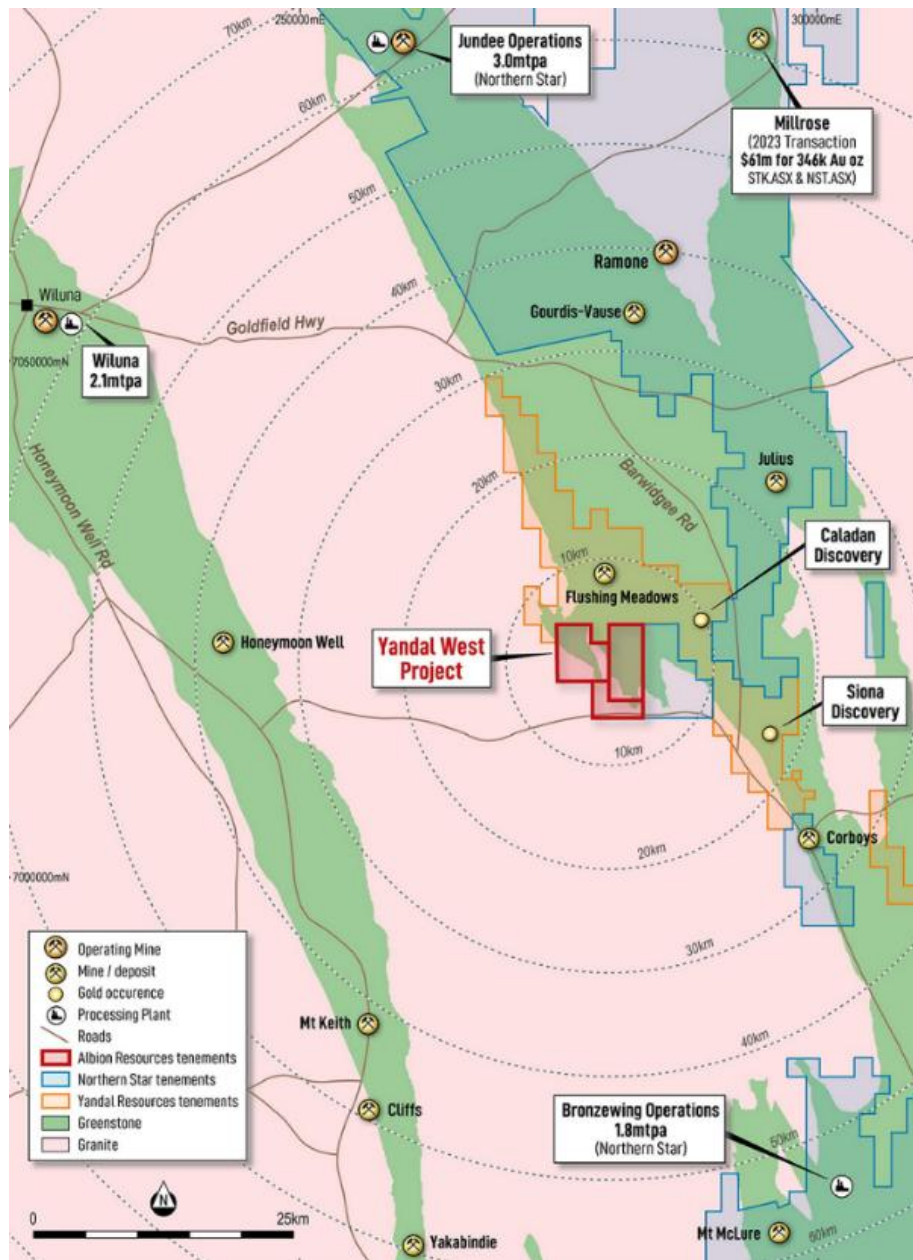 250000mE
300000mE
70km
Jundee Operations
3.0mtpa
(Northern Star)
60km
Millrose
(2023 Transaction
$61m for 346k Au oz
STK.ASX & NST.ASX)
50km
Ramone
40km
Wiluna
Gourdis-Vause
Goldfield Hwy
7050000mN
Wiluna
2.1mtpa
30km
Honeymoon Well Rd
Julius
20km
Barwidgee Rd
Caladan
Discovery
10km
Flushing Meadows
Honeymoon Well
Yandal West
Project
Siona
Discovery
10km
Corboys
20km
7000000mN
30km
Operating Mine
Mine / deposit
Gold occurence
Processing Plant
Roads
Albion Resources tenements
Northern Star tenements
Yandal Resources tenements
Greenstone
Granite
Mt Keith
40km
Cliffs
Bronzewing Operations
1.8mtpa
(Northern Star)
50km
N
0
25km
Mt McLure
60km
Yakabindie